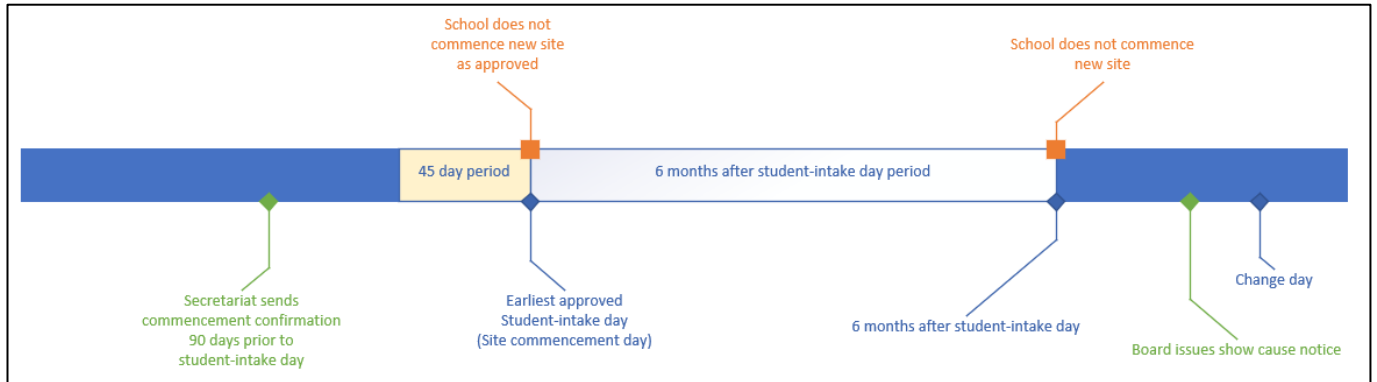 School does not
commence new site
as approved
School does not commence
new site
45 day period
6 months after student-intake day period
Secretariat sends
commencement confirmation
90 days prior to
student-intake day
Earliest approved
Student-intake day
(Site commencement day)
6 months after student-intake day
Board issues show cause notice
Change day